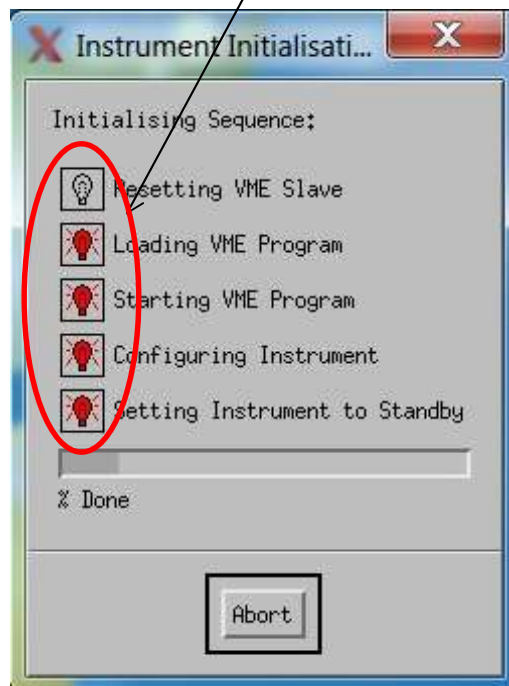 Instrument Initialisati...
Initialising Sequence:
Resetting VME Slave
Loading VME Program
Starting VME Program
Configuring Instrument
Setting Instrument to Standby
% Done
Abort